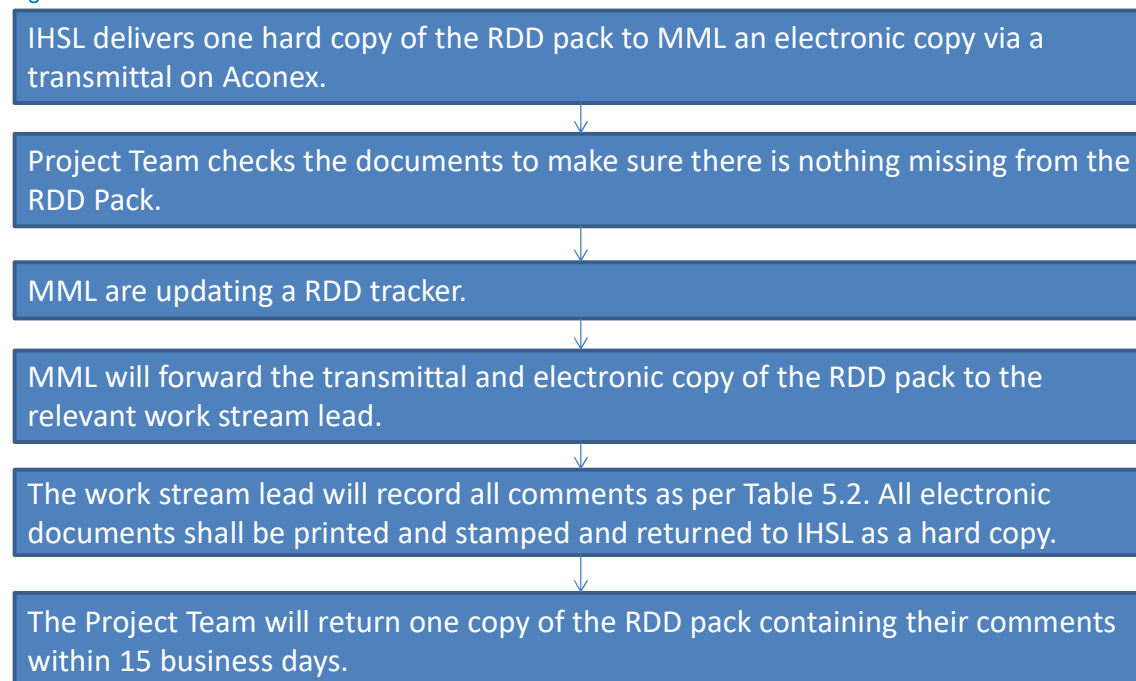 IHSL delivers one hard copy of the RDD pack to MML an electronic copy via a
transmittal on Aconex.
Project Team checks the documents to make sure there is nothing missing from the
RDD Pack.
MML are updating a RDD tracker.
MML will forward the transmittal and electronic copy of the RDD pack to the
relevant work stream lead.
The work stream lead will record all comments as per Table 5.2. All electronic
documents shall be printed and stamped and returned to IHSL as a hard copy.
The Project Team will return one copy of the RDD pack containing their comments
within 15 business days.